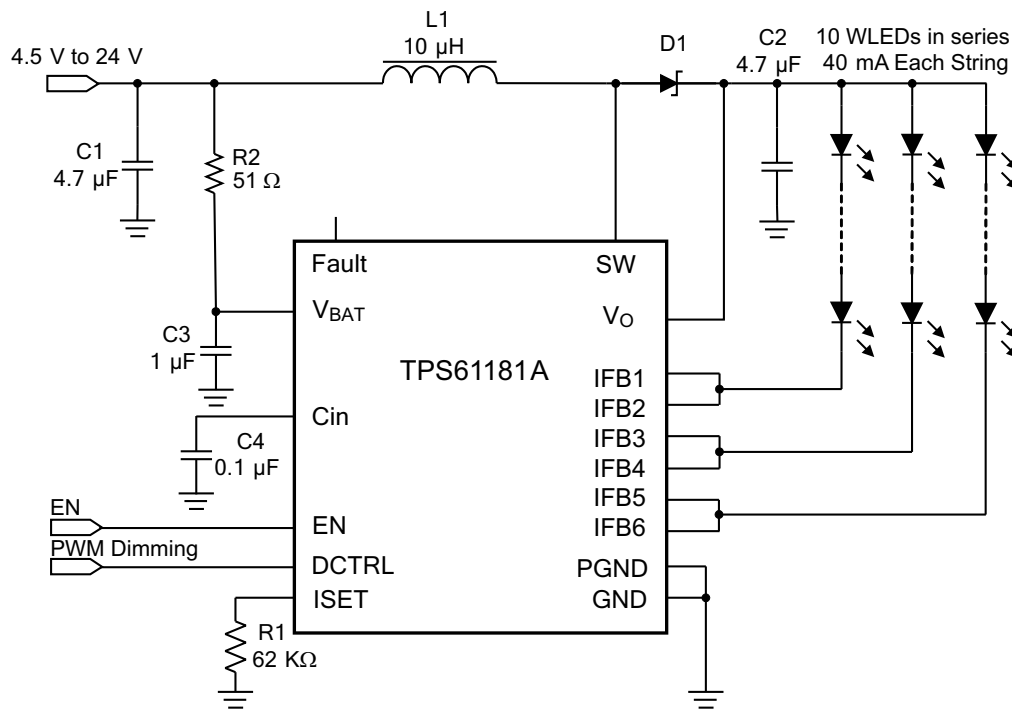 4.5 V to 24 V
L1
10 µH
D1
C2
4.7 µF
10 WLEDs in series
40 mA Each String
C1
4.7 µF
R2
51 Ω
Fault
SW
VBAT
VO
C3
1 µF
TPS61181A
IFB1
IFB2
Cin
IFB3
C4
0.1 µF
IFB4
IFB5
EN
EN
IFB6
PWM Dimming
DCTRL
PGND
ISET
GND
R1
62 KΩ